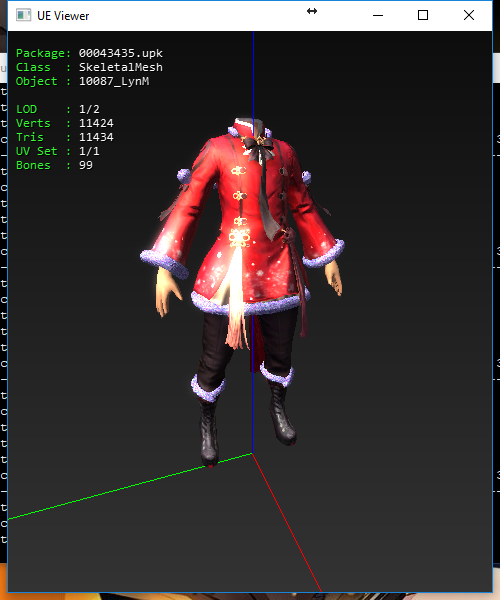 UE Viewer
Package: 00043435.upk
Class : SkeletalMesh
Object : 10087_LynM
LOD : 1/2
Verts : 11424
Tris : 11434
UV Set : 1/1
Bones : 99